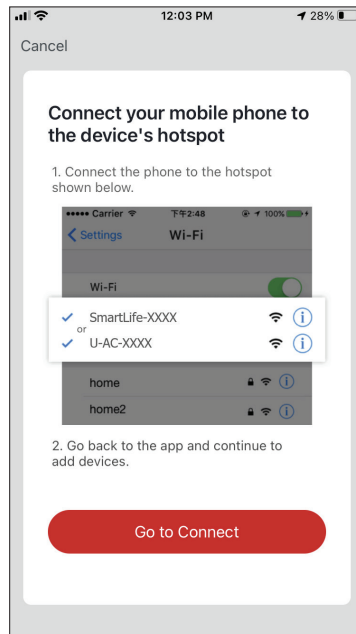 12:03 PM
28%
Cancel
Connect your mobile phone to
the device's hotspot
1. Connect the phone to the hotspot
shown below.
Carrier 下午2:48 100%
Settings Wi-Fi
Wi-Fi
SmartLife-XXXX
or
U-AC-XXXX
home
home2
2. Go back to the app and continue to
add devices.
Go to Connect